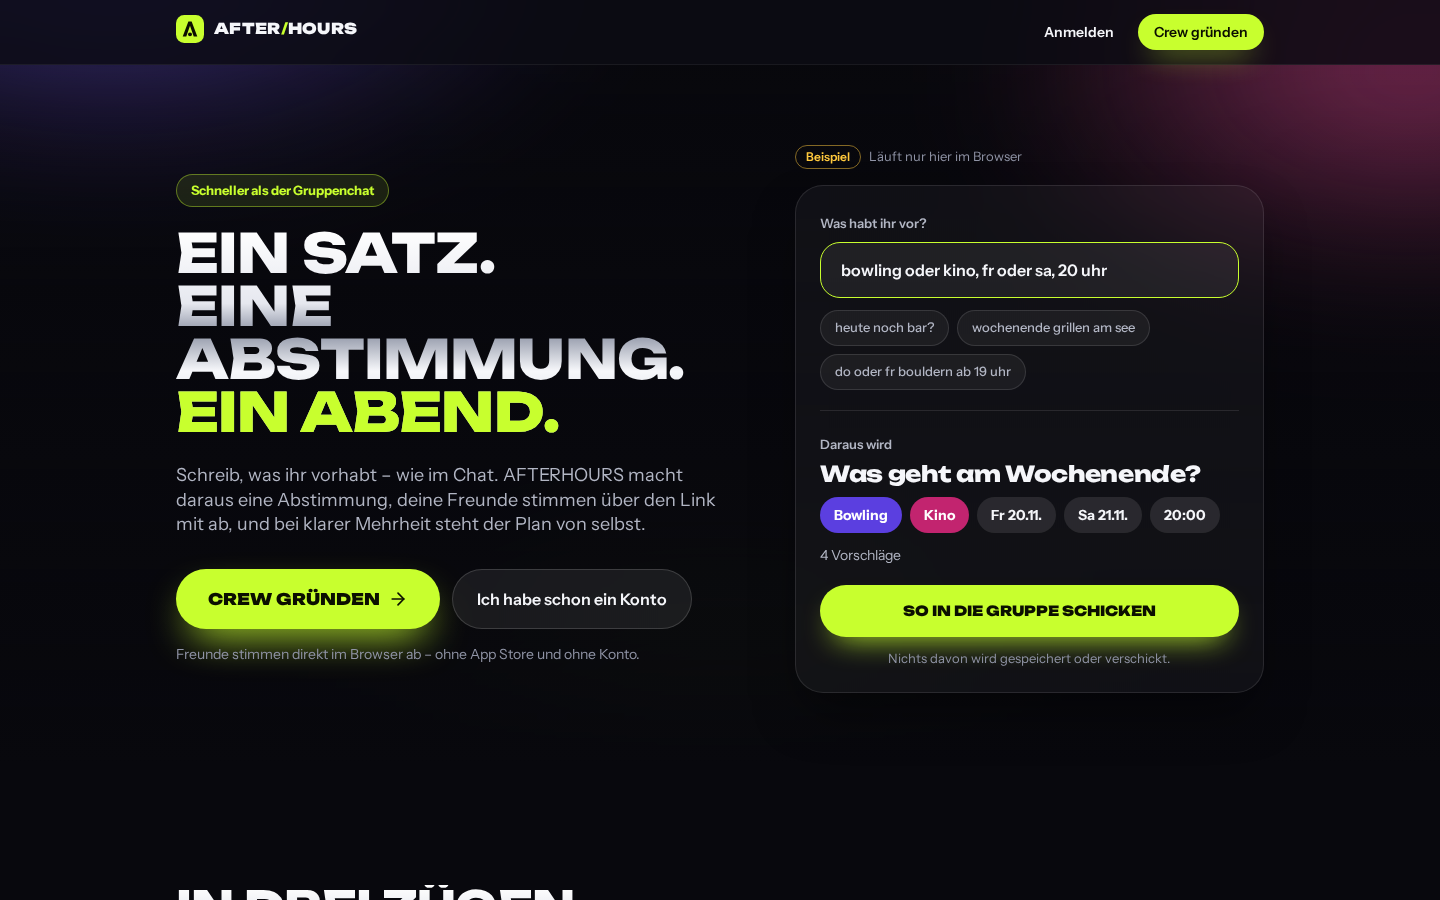 AFTER/HOURS
Anmelden
Crew gründen
Schneller als der Gruppenchat
EIN SATZ.
EINE
ABSTIMMUNG.
EIN ABEND.
Schreib, was ihr vorhabt – wie im Chat. AFTERHOURS macht
daraus eine Abstimmung, deine Freunde stimmen über den Link
mit ab, und bei klarer Mehrheit steht der Plan von selbst.
CREW GRÜNDEN →
Ich habe schon ein Konto
Freunde stimmen direkt im Browser ab – ohne App Store und ohne Konto.
Beispiel
Läuft nur hier im Browser
Was habt ihr vor?
bowling oder kino, fr oder sa, 20 uhr
heute noch bar?
wochenende grillen am see
do oder fr bouldern ab 19 uhr
Daraus wird
Was geht am Wochenende?
Bowling
Kino
Fr 20.11.
Sa 21.11.
20:00
4 Vorschläge
SO IN DIE GRUPPE SCHICKEN
Nichts davon wird gespeichert oder verschickt.
IN DREI ZÜGEN